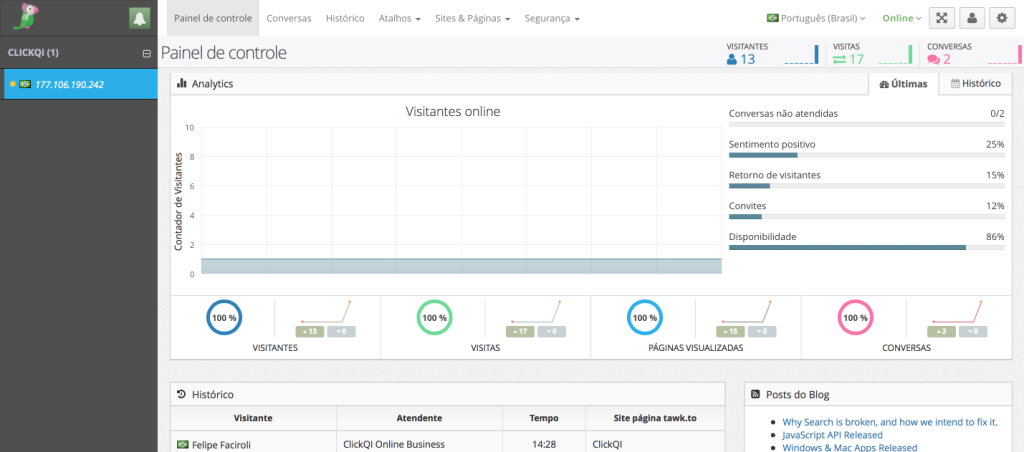 Painel de controle Conversas Histórico Atalhos Sites & Páginas Segurança Português (Brasil) Online
CLICKQI (1)
177.106.190.242
Painel de controle
VISITANTES VISITAS CONVERSAS
13 17 2
Analytics Últimas Histórico
Visitantes online
Contador de Visitantes
10
8
6
4
2
0
Conversas não atendidas 0/2
Sentimento positivo 25%
Retorno de visitantes 15%
Convites 12%
Disponibilidade 86%
100 % 13 0 100 % 17 0 100 % 15 0 100 % 2 0
VISITANTES VISITAS PÁGINAS VISUALIZADAS CONVERSAS
Histórico
Visitante Atendente Tempo Site página tawk.to
Felipe Faciroli ClickQI Online Business 14:28 ClickQI
Posts do Blog
Why Search is broken, and how we intend to fix it.
JavaScript API Released
Windows & Mac Apps Released